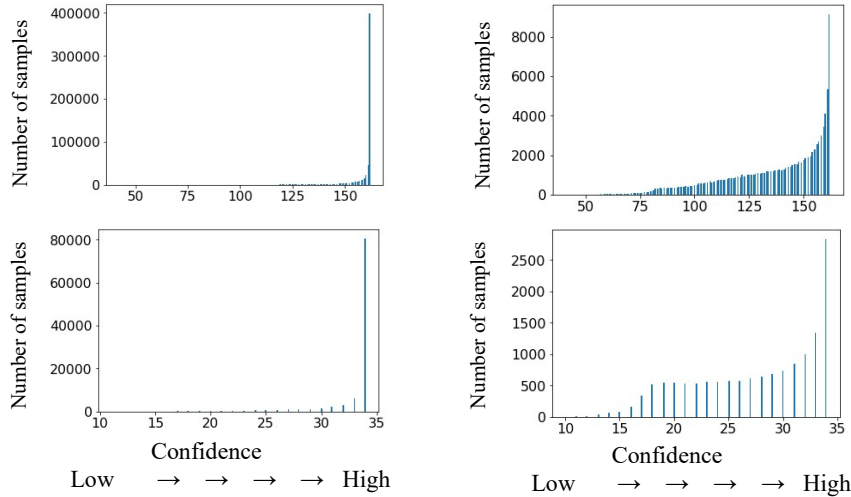 Number of samples
400000
300000
200000
100000
0
50 75 100 125 150
Number of samples
8000
6000
4000
2000
0
50 75 100 125 150
Number of samples
80000
60000
40000
20000
0
10 15 20 25 30 35
Confidence
Low → → → → High
Number of samples
2500
2000
1500
1000
500
0
10 15 20 25 30 35
Confidence
Low → → → → High